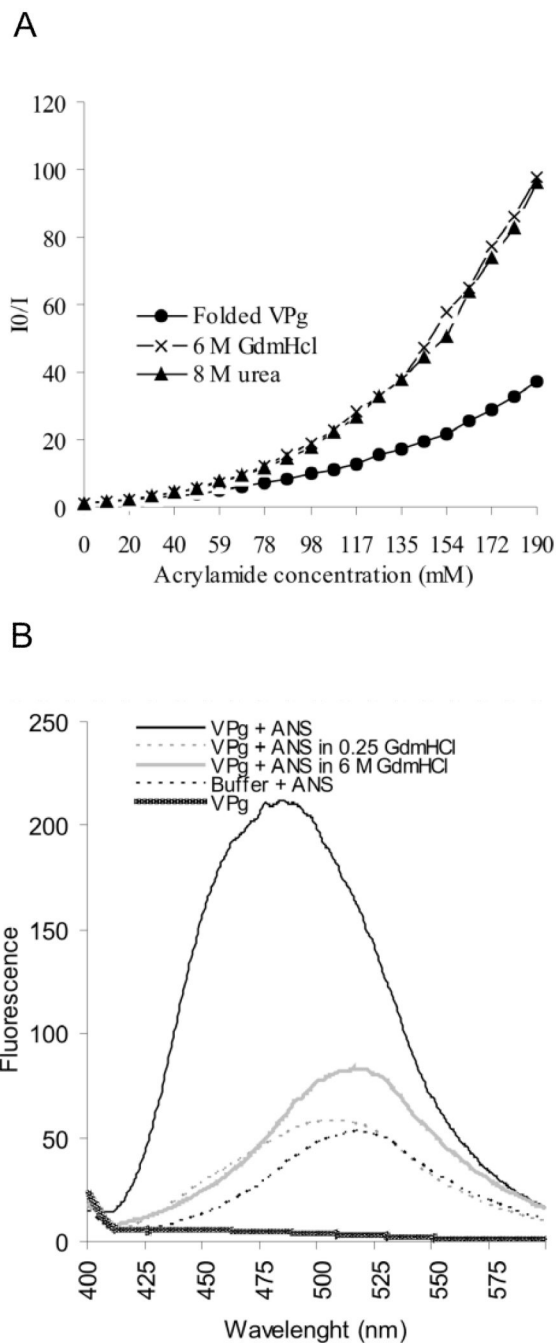 A
120
100
80
60
40
20
0
I0/I
Folded VPg
6 M GdmHcl
8 M urea
0 20 40 59 78 98 117 135 154 172 190
Acrylamide concentration (mM)
B
250
200
150
100
50
0
Fluorescence
VPg + ANS
VPg + ANS in 0.25 GdmHCl
VPg + ANS in 6 M GdmHCl
Buffer + ANS
VPg
400 425 450 475 500 525 550 575
Wavelenght (nm)